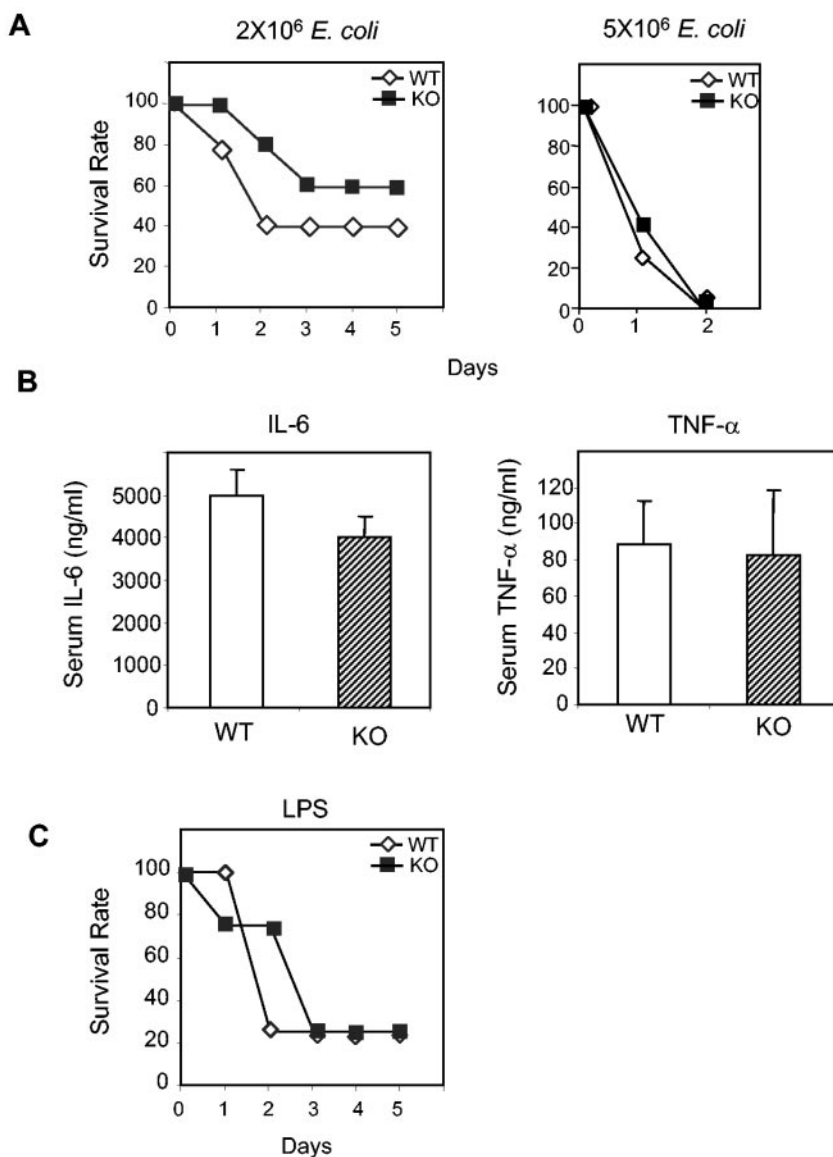 A
2X10⁶ E. coli
5X10⁶ E. coli
WT
KO
WT
KO
Survival Rate
100
80
60
40
20
0
0 1 2 3 4 5
100
80
60
40
20
0
0 1 2
Days
B
IL-6
TNF-α
Serum IL-6 (ng/ml)
5000
4000
3000
2000
1000
0
WT KO
Serum TNF-α (ng/ml)
120
100
80
60
40
20
0
WT KO
C
LPS
WT
KO
Survival Rate
100
80
60
40
20
0
0 1 2 3 4 5
Days